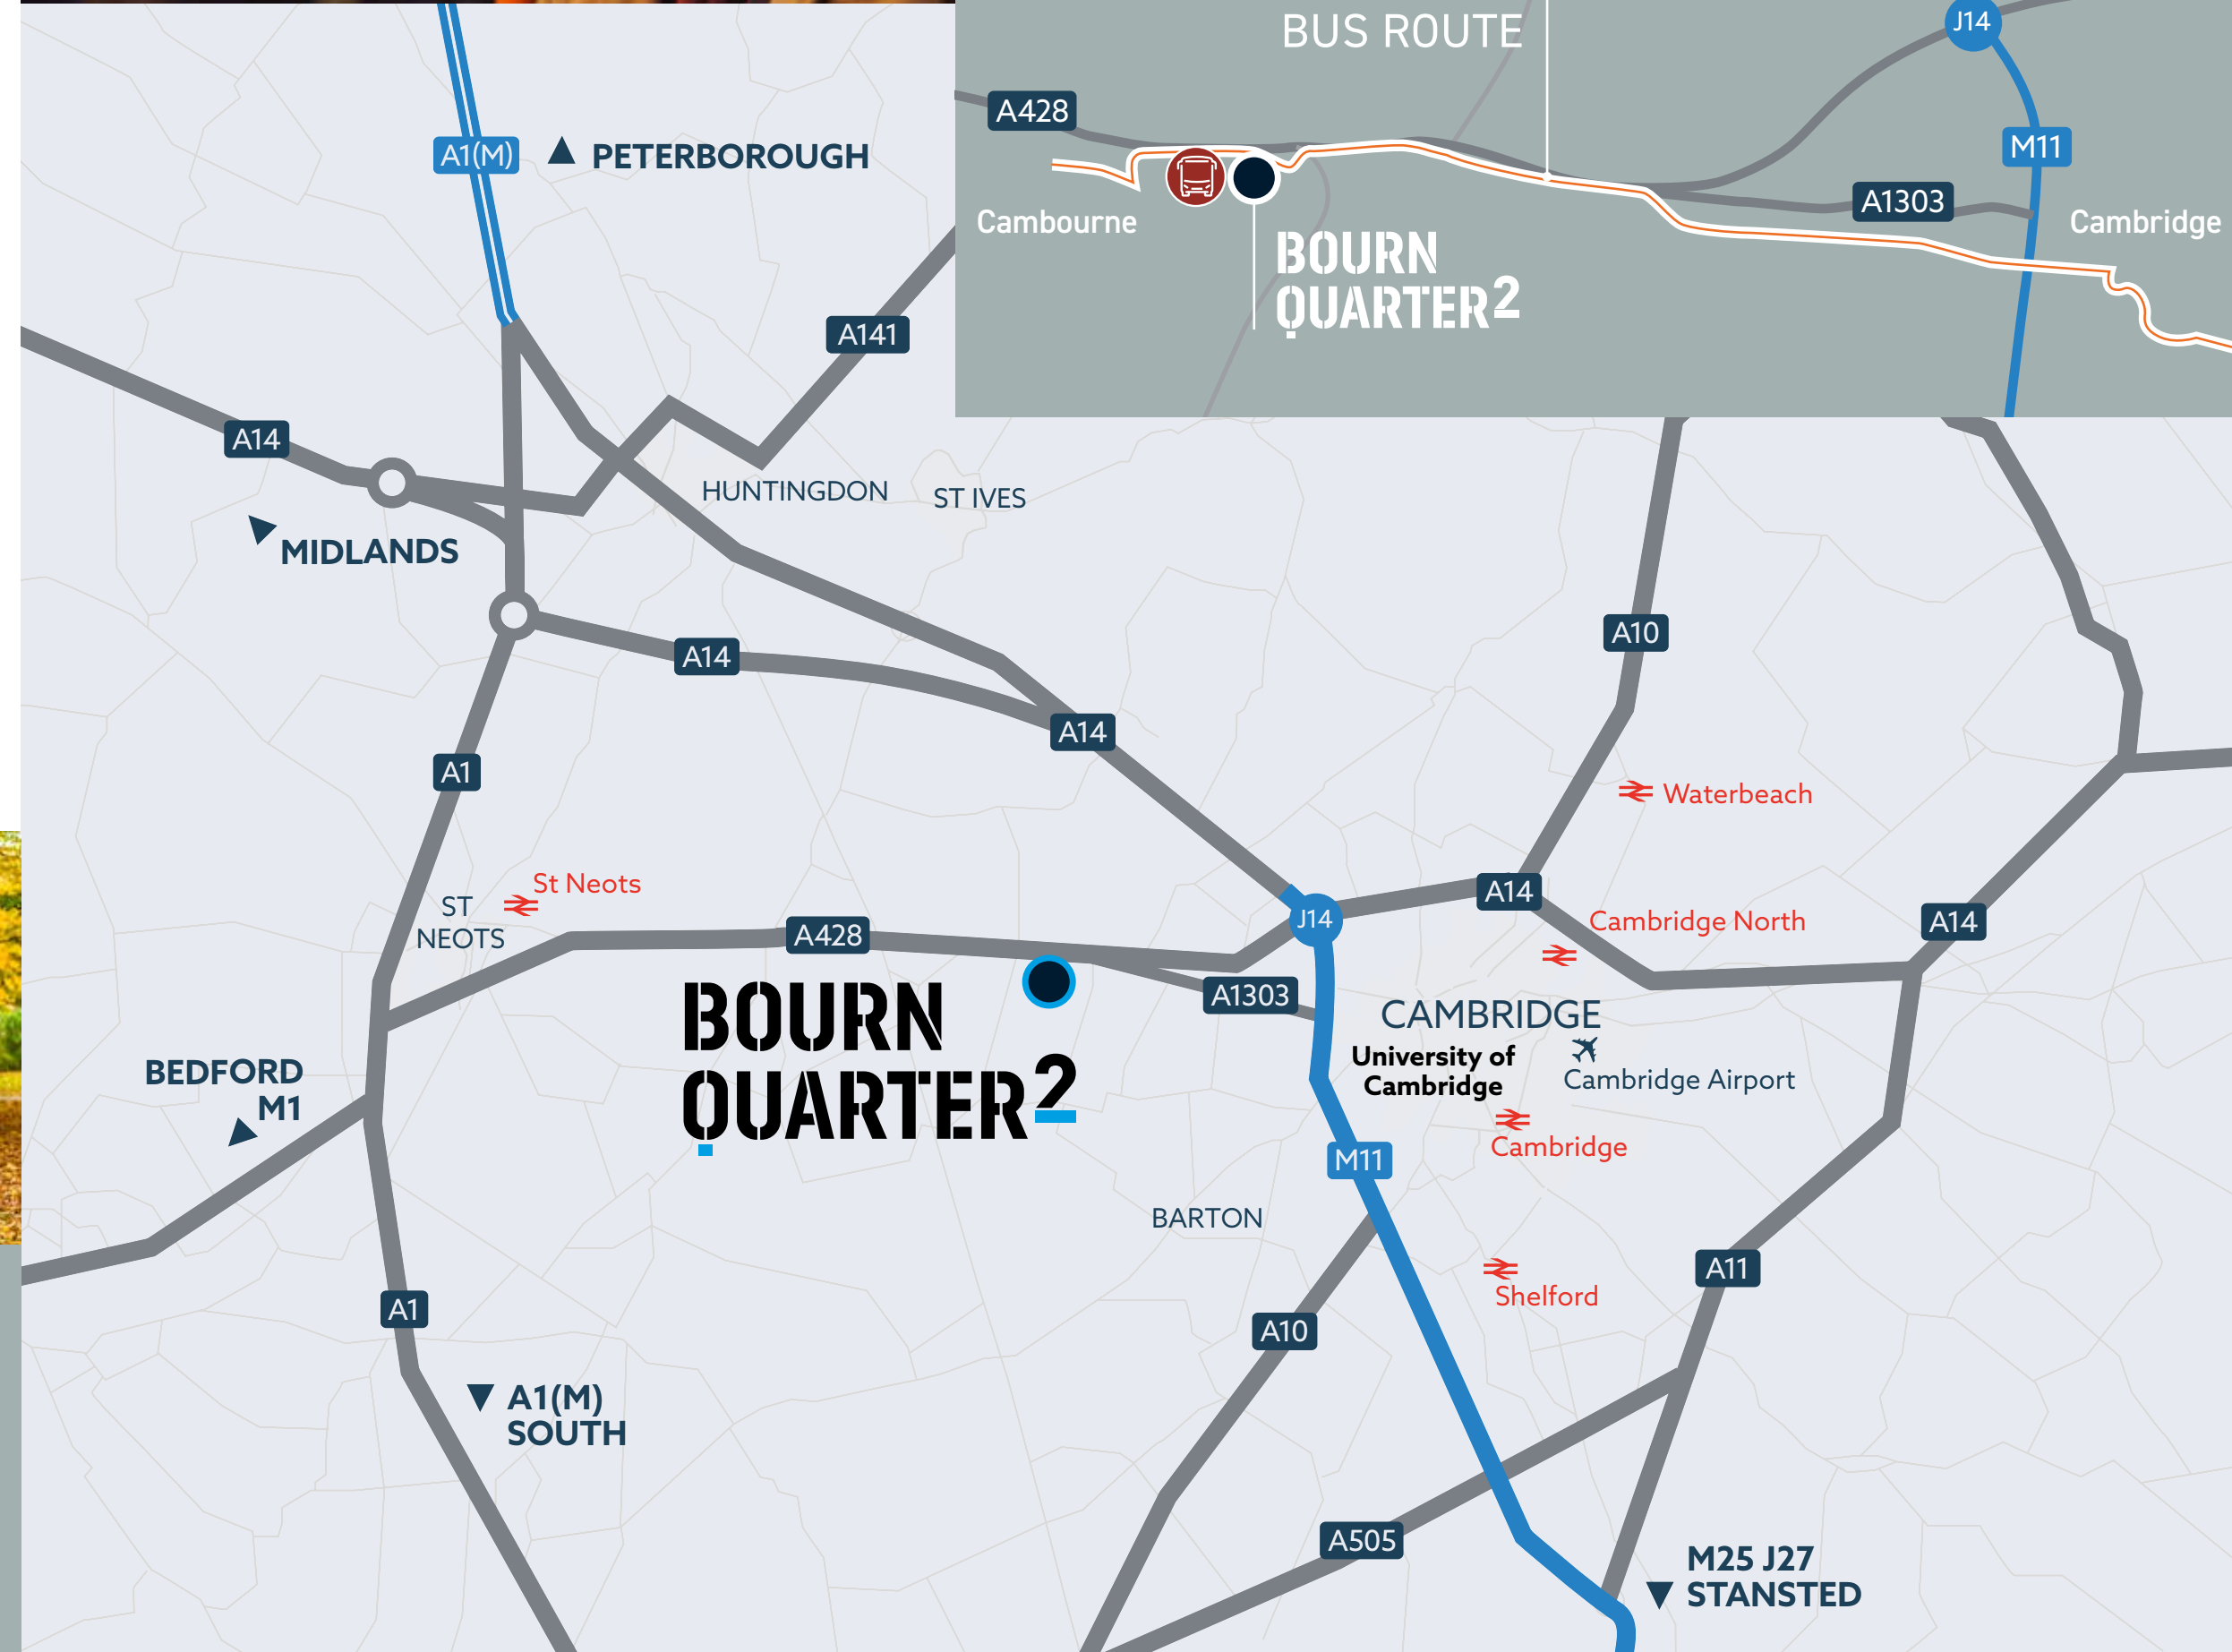 BUS ROUTE
J14
A428
M11
A1303
Cambourne
Cambridge
BOURN
QUARTER2
A1(M)
PETERBOROUGH
A141
A14
HUNTINGDON
ST IVES
MIDLANDS
A10
A14
A14
A1
Waterbeach
St Neots
ST
NEOTS
A14
Cambridge North
J14
A14
A428
A1303
BOURN
QUARTER2
CAMBRIDGE
University of
Cambridge
Cambridge Airport
BEDFORD
M1
Cambridge
M11
BARTON
A11
Shelford
A1
A10
A1(M)
SOUTH
A505
M25 J27
STANSTED